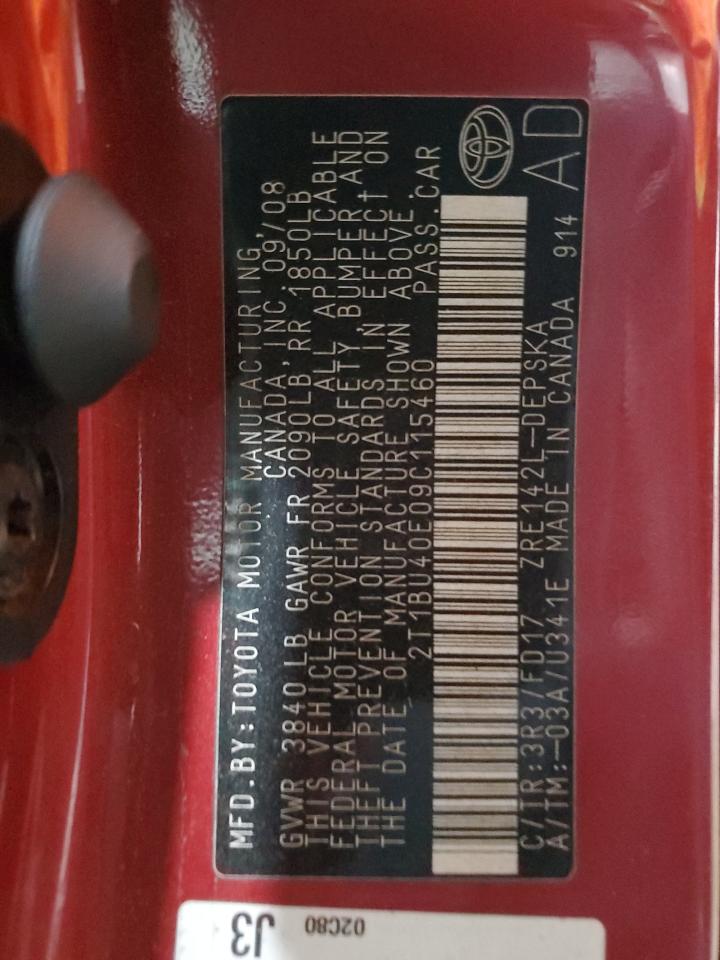 MFD.BY:TOYOTA MOTOR MANUFACTURING,
CANADA,INC. 09/08
GVWR 3840LB GAWR FR 2090LB RR 1850LB
THIS VEHICLE CONFORMS TO ALL APPLICABLE
FEDERAL MOTOR VEHICLE SAFETY, BUMPER AND
THEFT PREVENTION STANDARDS IN EFFECT ON
THE DATE OF MANUFACTURE SHOWN ABOVE.
2T1BU40E09C115460 PASS.CAR
C/TR:3R3/FD17 ZRE142L-DEPSKA
A/TM:-03A/U341E MADE IN CANADA 914
AD
J3
02C80